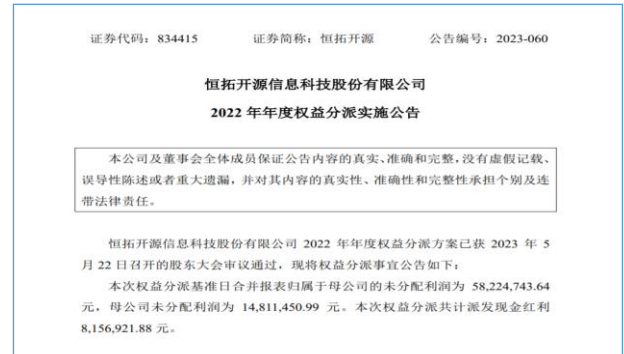 证券代码：834415 证券简称：恒拓开源 公告编号：2023-060
恒拓开源信息科技股份有限公司
2022 年年度权益分派实施公告
本公司及董事会全体成员保证公告内容的真实、准确和完整，没有虚假记载、
误导性陈述或者重大遗漏，并对其内容的真实性、准确性和完整性承担个别及连
带法律责任。
恒拓开源信息科技股份有限公司 2022 年年度权益分派方案已获 2023 年 5
月 22 日召开的股东大会审议通过，现将权益分派事宜公告如下：
本次权益分派基准日合并报表归属于母公司的未分配利润为 58,224,743.64
元，母公司未分配利润为 14,811,450.99 元。本次权益分派共计派发现金红利
8,156,921.88 元。